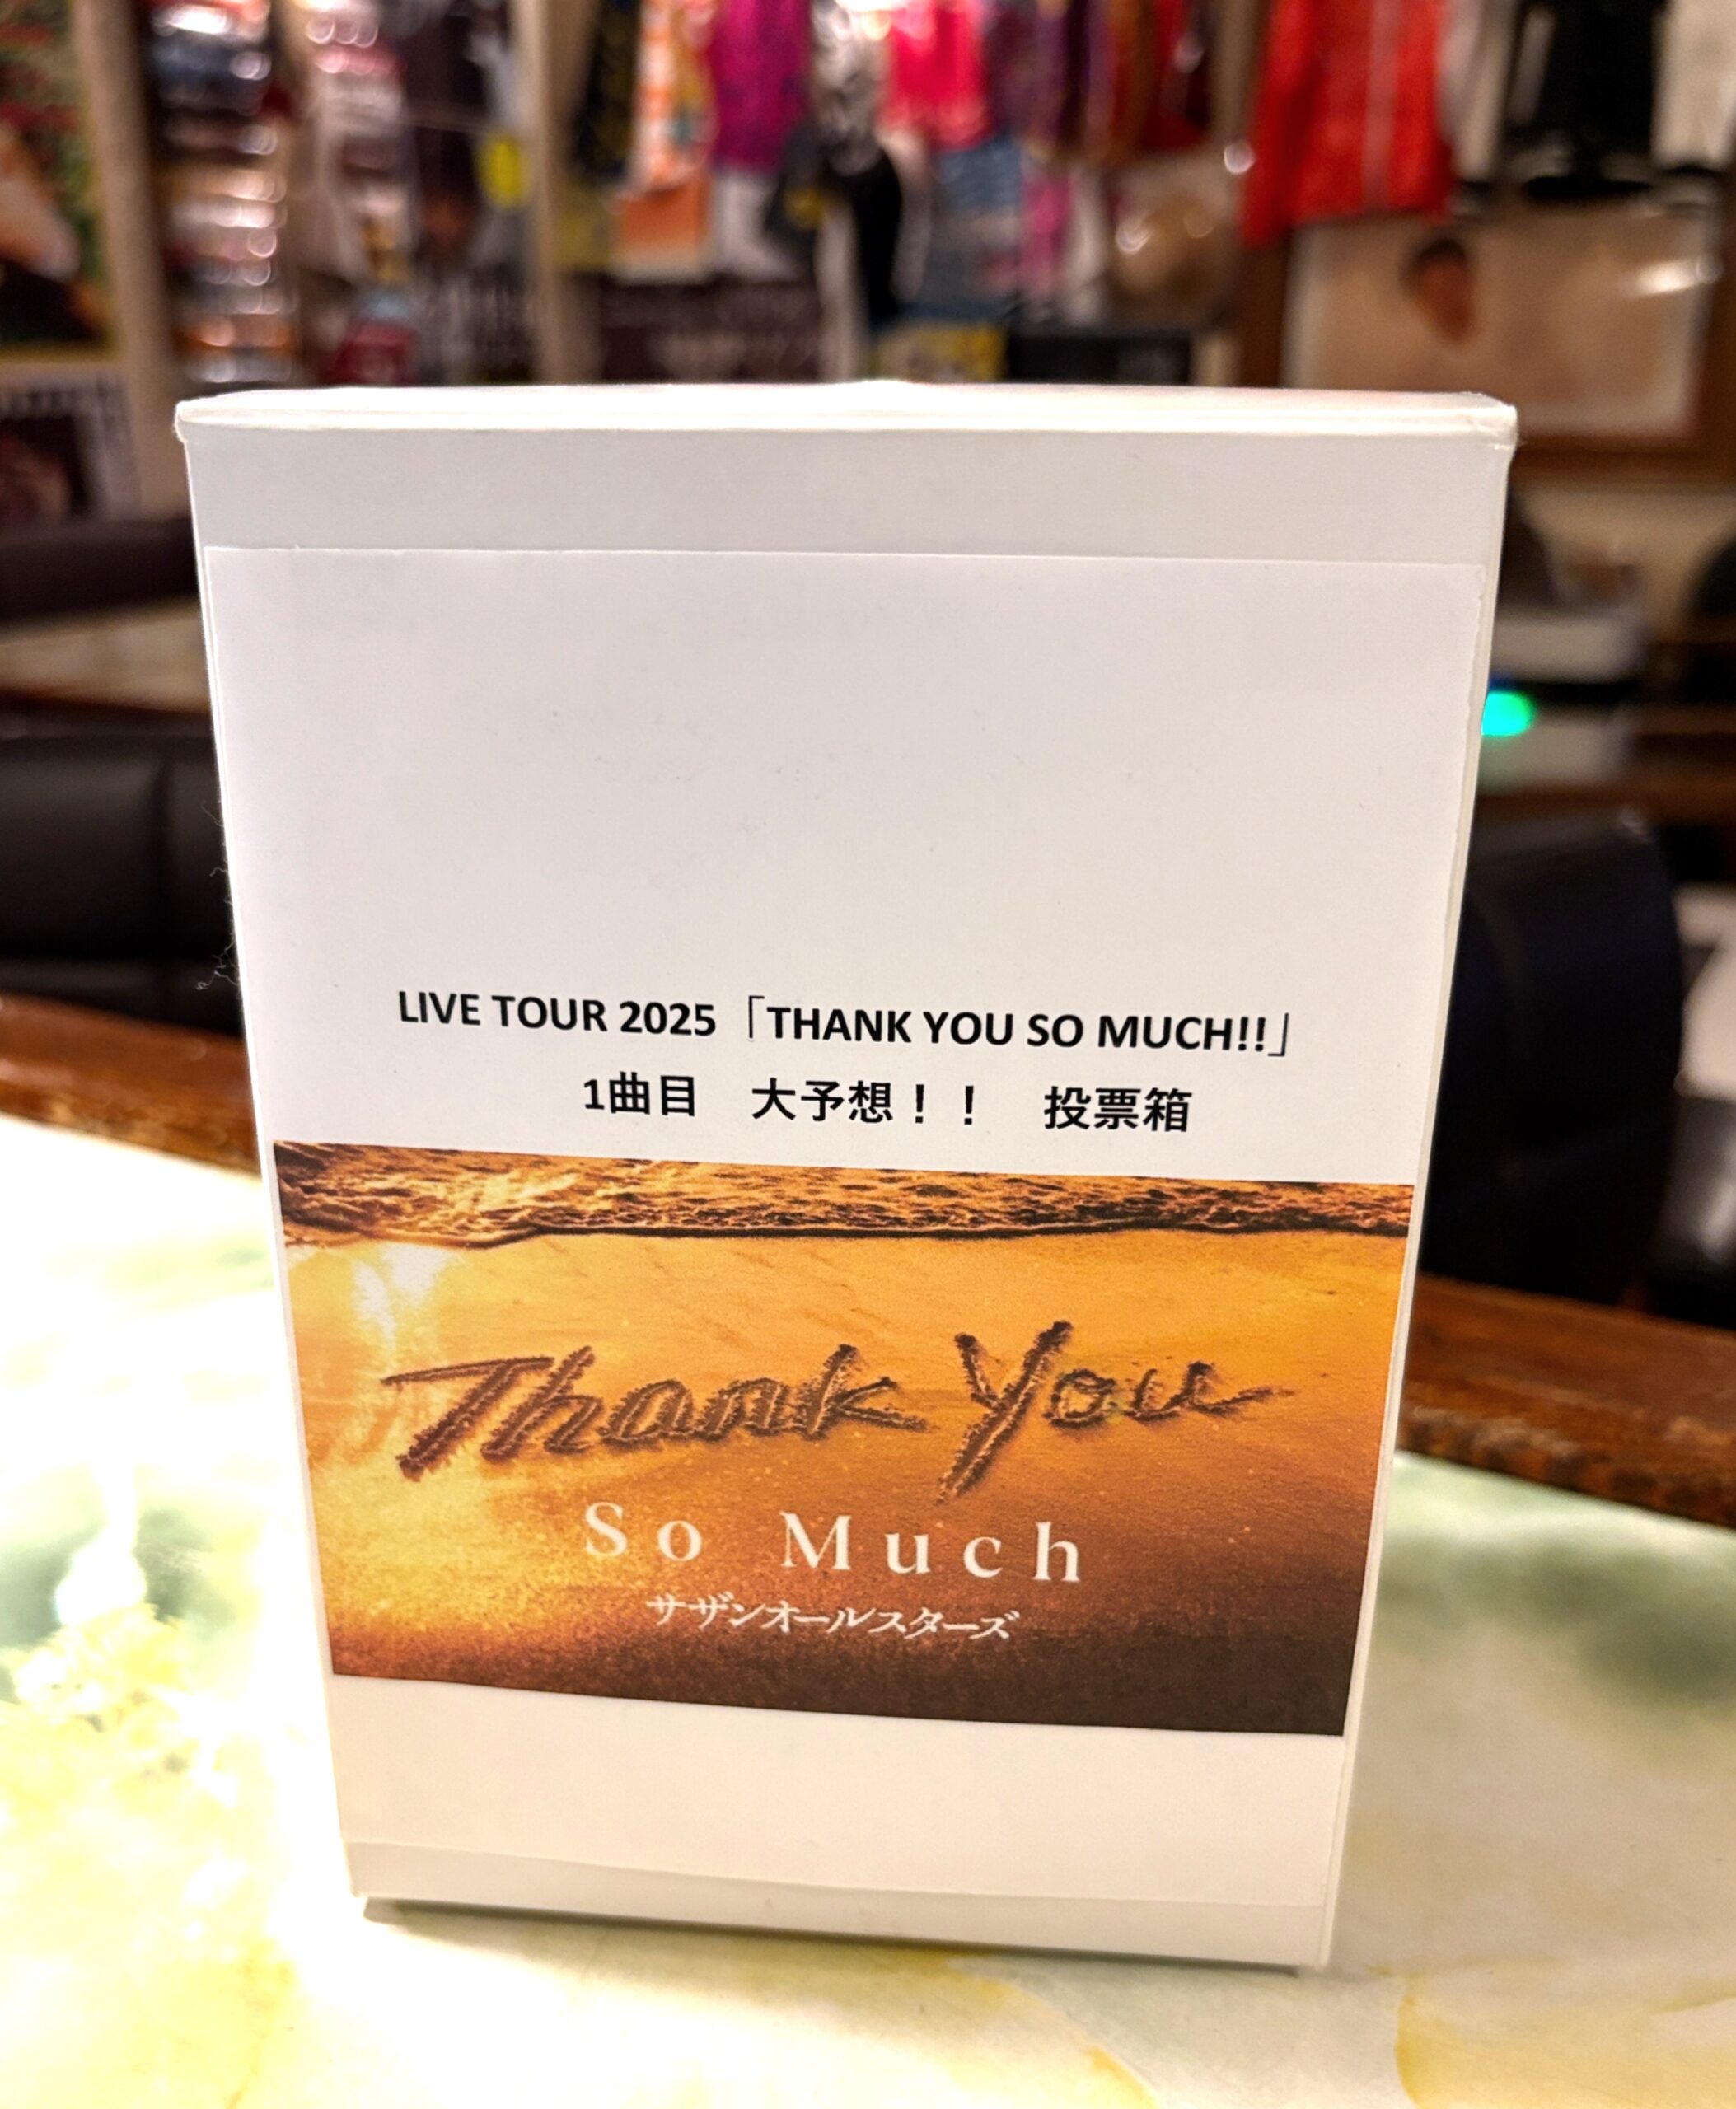 LIVE TOUR 2025「THANK YOU SO MUCH!!」
1曲目　大予想！！　投票箱
Thank You
So Much
サザンオールスターズ